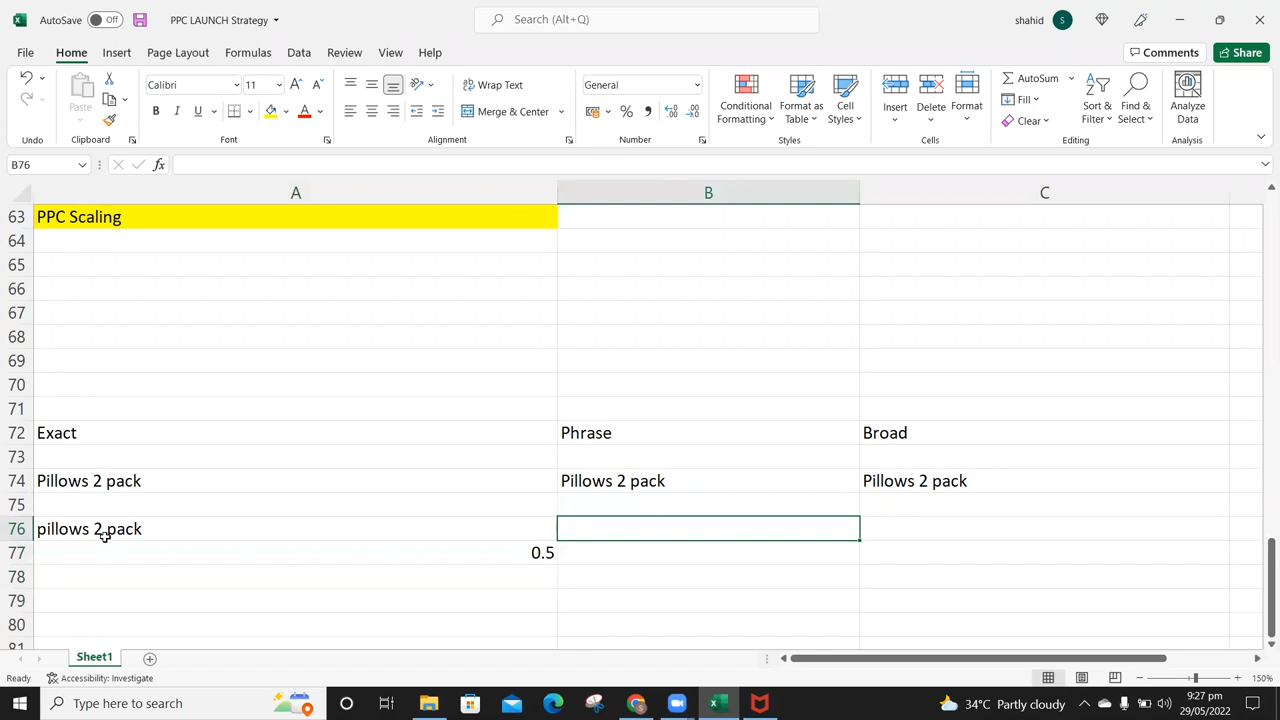 AutoSave Off PPC LAUNCH Strategy Search (Alt+Q) shahid S
File Home Insert Page Layout Formulas Data Review View Help Comments Share
Calibri 11 Wrap Text General AutoSum
Paste B I U Merge & Center Conditional Formatting Format as Table Cell Styles Insert Delete Format Fill Clear Sort & Filter Find & Select Analyze Data
Undo Clipboard Font Alignment Number Styles Cells Editing Analysis
B76 fx
A B C
63 PPC Scaling
64
65
66
67
68
69
70
71
72 Exact Phrase Broad
73
74 Pillows 2 pack Pillows 2 pack Pillows 2 pack
75
76 pillows 2 pack
77 0.5
78
79
80
81
Sheet1
Ready Accessibility: Investigate 150%
Type here to search 34°C Partly cloudy 9:27 pm
29/05/2022